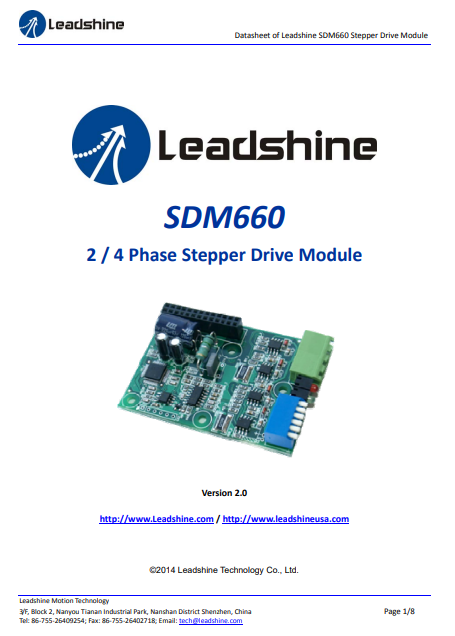 Leadshine
Datasheet of Leadshine SDM660 Stepper Drive Module
Leadshine
SDM660
2 / 4 Phase Stepper Drive Module
Version 2.0
http://www.Leadshine.com / http://www.leadshineusa.com
©2014 Leadshine Technology Co., Ltd.
Leadshine Motion Technology
3/F, Block 2, Nanyou Tianan Industrial Park, Nanshan District Shenzhen, China
Page 1/8
Tel: 86-755-26409254; Fax: 86-755-26402718; Email: tech@leadshine.com